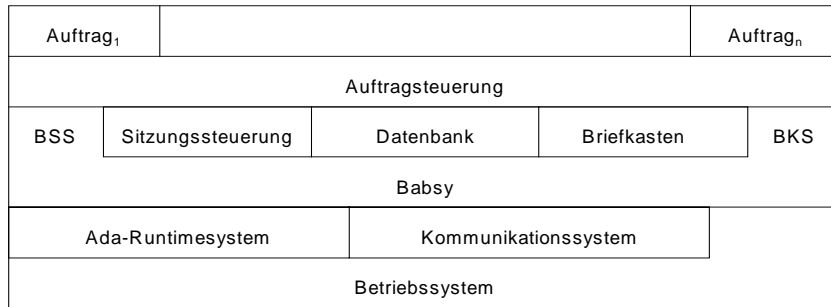 Auftrag₁ Auftragₙ
Auftragsteuerung
BSS Sitzungssteuerung Datenbank Briefkasten BKS
Babsy
Ada-Runtimesystem Kommunikationssystem
Betriebssystem